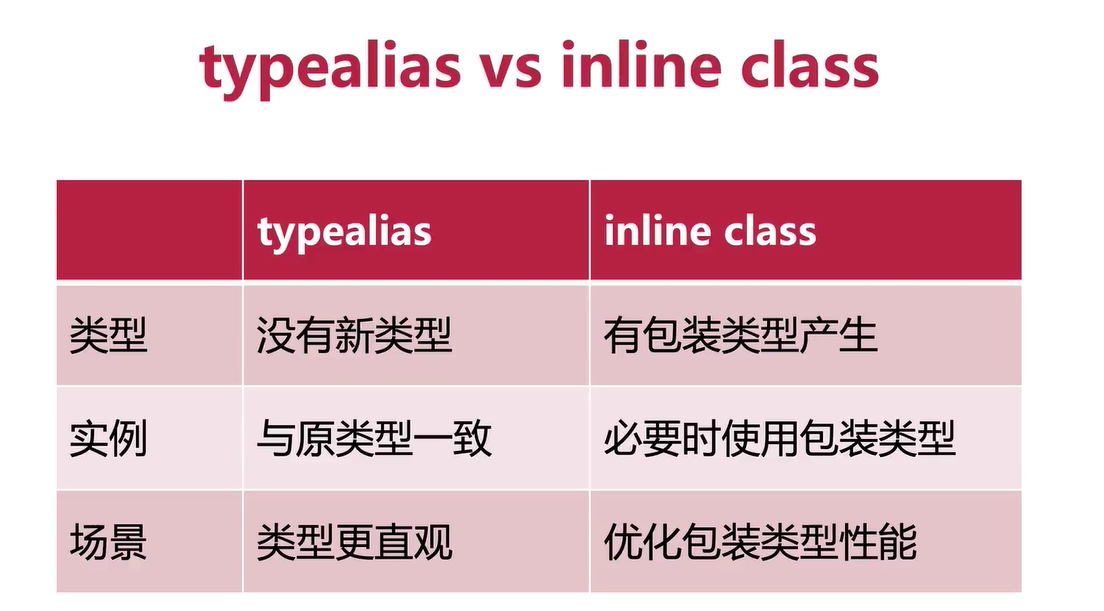 typealias vs inline class
typealias inline class
类型 没有新类型 有包装类型产生
实例 与原类型一致 必要时使用包装类型
场景 类型更直观 优化包装类型性能